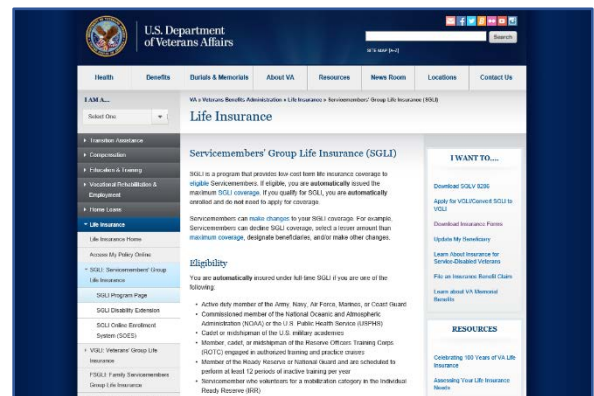 U.S. Department
of Veterans Affairs
Search
SITE MAP [a-z]
Health
Benefits
Burials & Memorials
About VA
Resources
News Room
Locations
Contact Us
I AM A...
Select One
Transition Assistance
Compensation
Education & Training
Vocational Rehabilitation &
Employment
Home Loans
Life Insurance
Life Insurance Home
Access My Policy Online
SGLI: Servicemembers' Group
Life Insurance
SGLI Program Page
SGLI Disability
Extension
SGLI Online Enrollment
System (SOES)
VGLI: Veterans' Group Life
Insurance
FSGLI: Family Servicemembers
Group Life Insurance
VA » Veterans Benefits Administration » Life Insurance » Servicemembers' Group Life Insurance (SGLI)
Life Insurance
Servicemembers' Group Life Insurance (SGLI)
SGLI is a program that provides low cost term life insurance coverage to
eligible Servicemembers. If eligible, you are automatically issued the
maximum SGLI coverage. If you qualify for SGLI, you are automatically
enrolled and do not need to apply for coverage.
Servicemembers can make changes to your SGLI coverage. For example,
Servicemembers can decline SGLI coverage, select a lesser amount than
maximum coverage, designate beneficiaries, and/or make other changes.
Eligibility
You are automatically insured under full-time SGLI if you are one of the
following:
• Active duty member of the Army, Navy, Air Force, Marines, or Coast Guard
• Commissioned member of the National Oceanic and Atmospheric
Administration (NOAA) or the U.S. Public Health Service (USPHS)
• Cadet or midshipman of the U.S. military academies
• Member, cadet, or midshipman of the Reserve Officers Training Corps
(ROTC) engaged in authorized training and practice cruises
• Member of the Ready Reserve or National Guard and are scheduled to
perform at least 12 periods of inactive training per year
• Servicemember who volunteers for a mobilization category in the Individual
Ready Reserve (IRR)
I WANT TO....
Download SGLV 8286
Apply for VGLI/Convert SGLI to
VGLI
Download Insurance Forms
Update My Beneficiary
Learn About Insurance for
Service-Disabled Veterans
File an Insurance Benefit Claim
Learn about VA Memorial
Benefits
RESOURCES
Celebrating 100 Years of VA Life
Insurance
Assessing Your Life Insurance
Needs